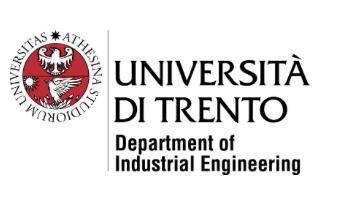 UNIVERSITAS ★ ATHESINA STUDIORUM
UNIVERSITÀ
DI TRENTO
Department of
Industrial Engineering